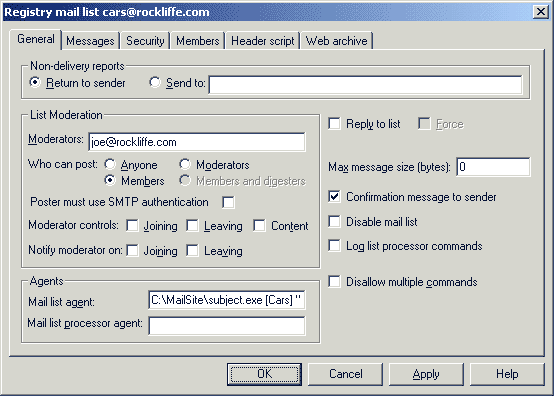 Registry mail list cars@rockliffe.com
General Messages Security Members Header script Web archive
Non-delivery reports
Return to sender Send to:
List Moderation
Moderators: joe@rockliffe.com
Who can post: Anyone Moderators
Members Members and digesters
Poster must use SMTP authentication
Moderator controls: Joining Leaving Content
Notify moderator on: Joining Leaving
Reply to list Force
Max message size (bytes): 0
Confirmation message to sender
Disable mail list
Log list processor commands
Disallow multiple commands
Agents
Mail list agent: C:\MailSite\subject.exe [Cars] "
Mail list processor agent:
OK Cancel Apply Help